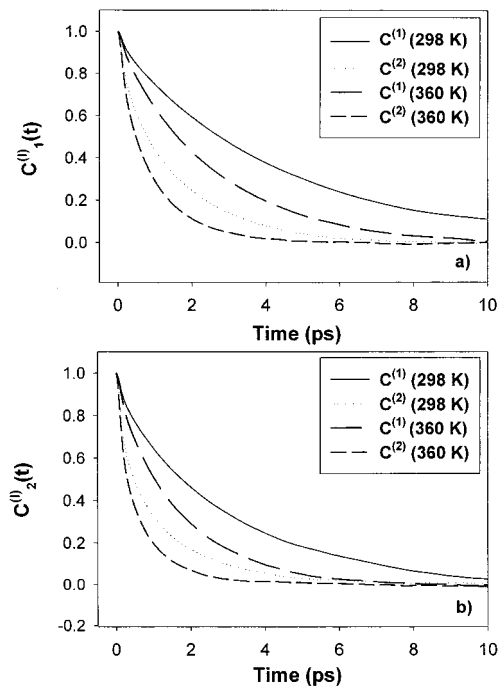 1.0
0.8
0.6
0.4
0.2
0.0
C⁽ˡ⁾₁(t)
C⁽¹⁾ (298 K)
C⁽²⁾ (298 K)
C⁽¹⁾ (360 K)
C⁽²⁾ (360 K)
a)
0 2 4 6 8 10
Time (ps)
1.0
0.8
0.6
0.4
0.2
0.0
-0.2
C⁽ˡ⁾₂(t)
C⁽¹⁾ (298 K)
C⁽²⁾ (298 K)
C⁽¹⁾ (360 K)
C⁽²⁾ (360 K)
b)
0 2 4 6 8 10
Time (ps)